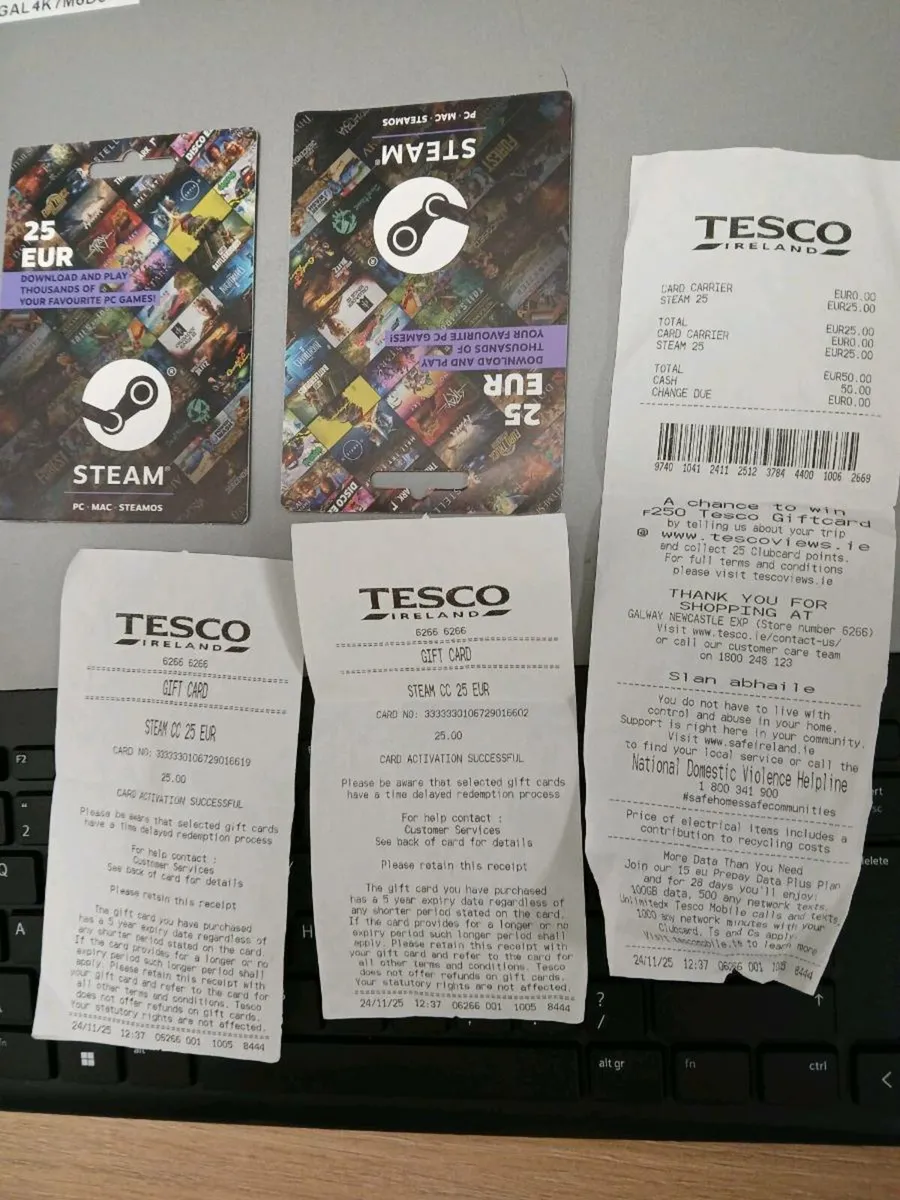 25
EUR
DOWNLOAD AND PLAY
THOUSANDS OF
YOUR FAVOURITE PC GAMES!
STEAM®
PC · MAC · STEAMOS
25
EUR
DOWNLOAD AND PLAY
THOUSANDS OF
YOUR FAVOURITE PC GAMES!
STEAM®
PC · MAC · STEAMOS
TESCO
IRELAND
CARD CARRIER EUR0.00
STEAM 25 EUR25.00
TOTAL EUR25.00
CARD CARRIER EUR0.00
STEAM 25 EUR25.00
TOTAL EUR50.00
CASH 50.00
CHANGE DUE EUR0.00
9740 1041 2411 2512 3784 4400 1006 2669
A chance to win
F250 Tesco Giftcard
by telling us about your trip
@ www.tescoviews.ie
and collect 25 Clubcard points.
For full terms and conditions
please visit tescoviews.ie
THANK YOU FOR
SHOPPING AT
GALWAY NEWCASTLE EXP (Store number 6266)
Visit www.tesco.ie/contact-us/
or call our customer care team
on 1800 248 123
Slan abhaile
You do not have to live with
control and abuse in your home.
Support is right here in your community.
Visit www.safeireland.ie
to find your local service or call the
National Domestic Violence Helpline
1 800 341 900
#safehomessafecommunities
Price of electrical items includes a
contribution to recycling costs
More Data Than You Need
Join our 15 eu Prepay Data Plus Plan
and for 28 days you'll enjoy:
100GB data, 500 any network texts,
Unlimited* Tesco Mobile calls and texts,
1000 any network minutes with your
Clubcard. Ts and Cs apply.
Visit tescomobile.ie to learn more
24/11/25 12:37 06266 001 1005 8444
TESCO
IRELAND
6266 6266
GIFT CARD
STEAM CC 25 EUR
CARD NO: 3333330106729016619
25.00
CARD ACTIVATION SUCCESSFUL
Please be aware that selected gift cards
have a time delayed redemption process
For help contact :
Customer Services
See back of card for details
Please retain this receipt
The gift card you have purchased
has a 5 year expiry date regardless of
any shorter period stated on the card.
If the card provides for a longer or no
expiry period such longer period shall
apply. Please retain this receipt with
your gift card and refer to the card for
all other terms and conditions. Tesco
does not offer refunds on gift cards.
Your statutory rights are not affected.
24/11/25 12:37 06266 001 1005 8444
TESCO
IRELAND
6266 6266
GIFT CARD
STEAM CC 25 EUR
CARD NO: 3333330106729016602
25.00
CARD ACTIVATION SUCCESSFUL
Please be aware that selected gift cards
have a time delayed redemption process
For help contact :
Customer Services
See back of card for details
Please retain this receipt
The gift card you have purchased
has a 5 year expiry date regardless of
any shorter period stated on the card.
If the card provides for a longer or no
expiry period such longer period shall
apply. Please retain this receipt with
your gift card and refer to the card for
all other terms and conditions. Tesco
does not offer refunds on gift cards.
Your statutory rights are not affected.
24/11/25 12:37 06266 001 1005 8444
F2
2
Q
A
H
?
/
alt
alt gr
fn
ctrl
<